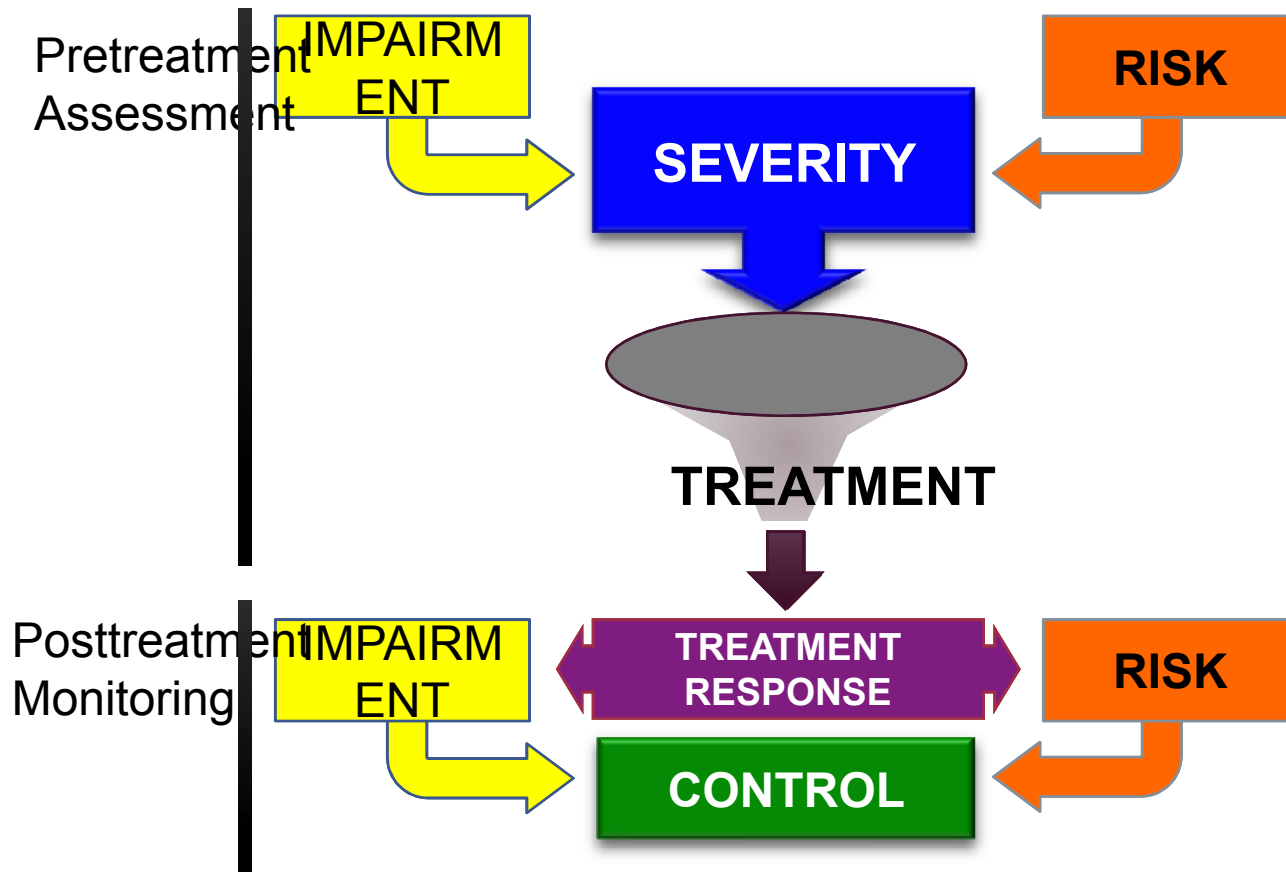 Pretreatment
Assessment
IMPAIRM
ENT
SEVERITY
RISK
TREATMENT
Posttreatment
Monitoring
IMPAIRM
ENT
TREATMENT
RESPONSE
RISK
CONTROL